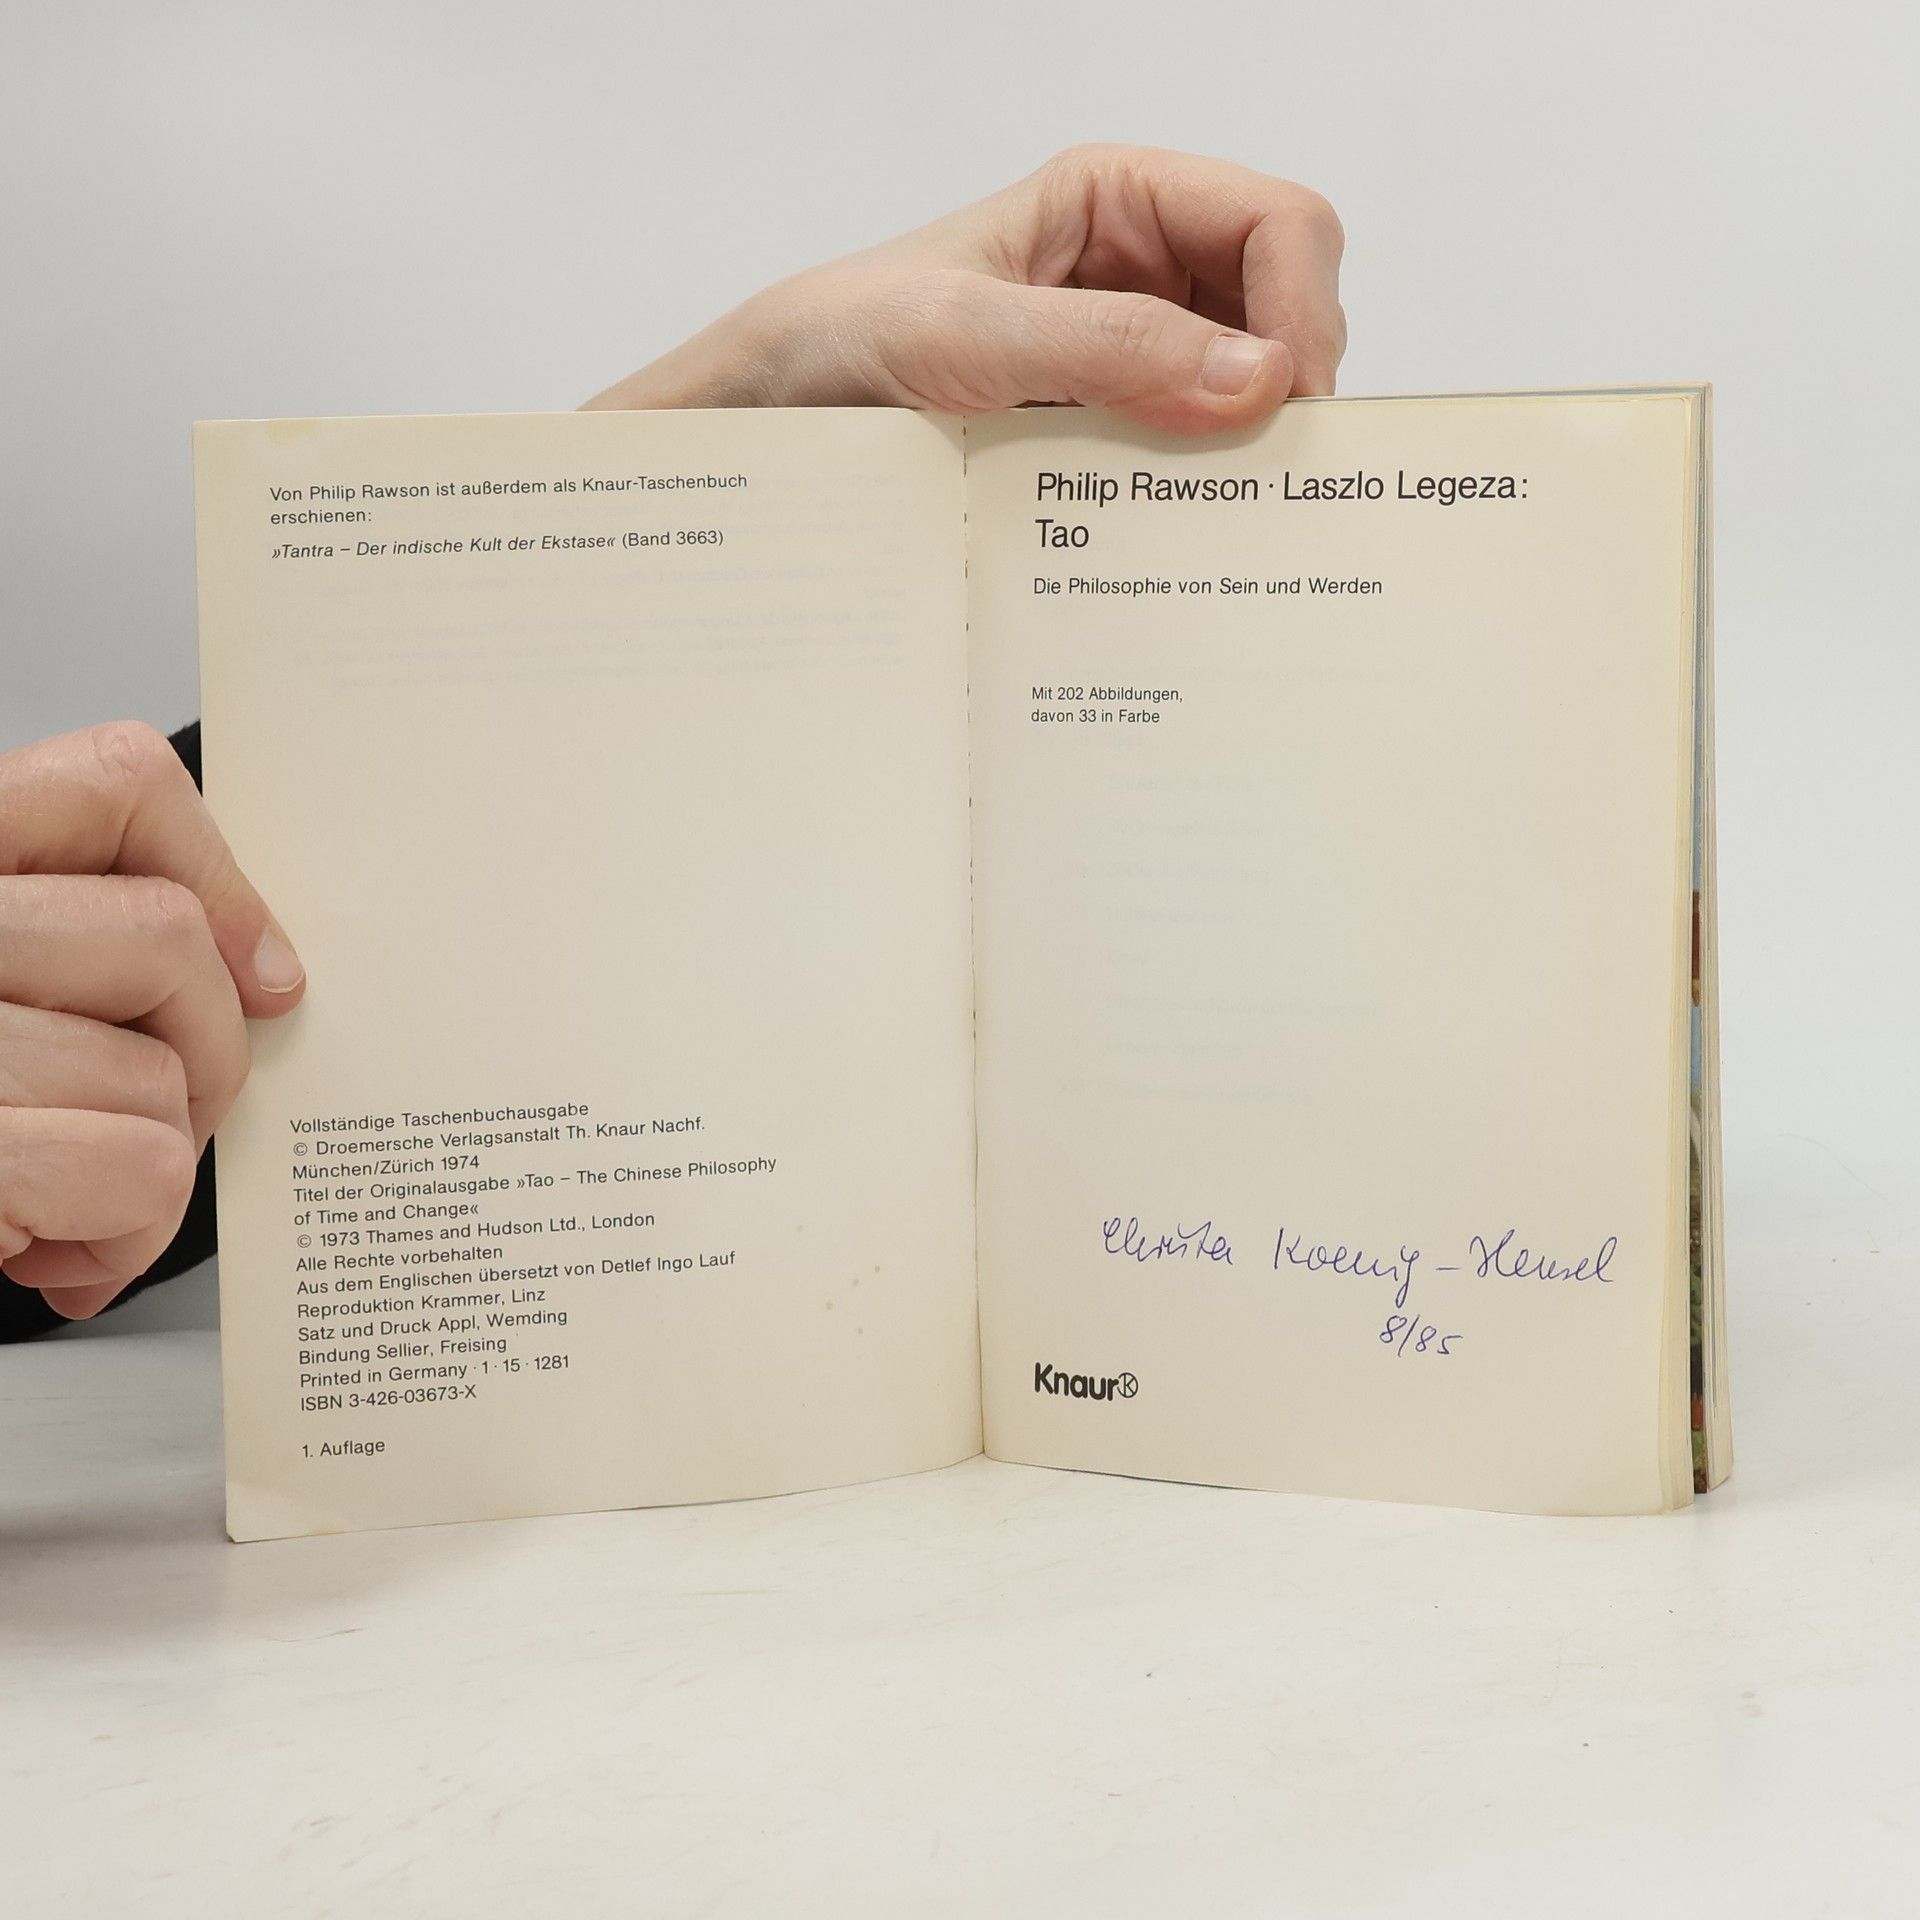 Von Philip Rawson ist außerdem als Knaur-Taschenbuch
erschienen:
»Tantra – Der indische Kult der Ekstase« (Band 3663)
Vollständige Taschenbuchausgabe
© Droemersche Verlagsanstalt Th. Knaur Nachf.
München/Zürich 1974
Titel der Originalausgabe »Tao – The Chinese Philosophy
of Time and Change«
© 1973 Thames and Hudson Ltd., London
Alle Rechte vorbehalten
Aus dem Englischen übersetzt von Detlef Ingo Lauf
Reproduktion Krammer, Linz
Satz und Druck Appl, Wemding
Bindung Sellier, Freising
Printed in Germany · 1 · 15 · 1281
ISBN 3-426-03673-X
1. Auflage
Philip Rawson · Laszlo Legeza:
Tao
Die Philosophie von Sein und Werden
Mit 202 Abbildungen,
davon 33 in Farbe
Christa Koenig – Hensel
8/85
Knaur K